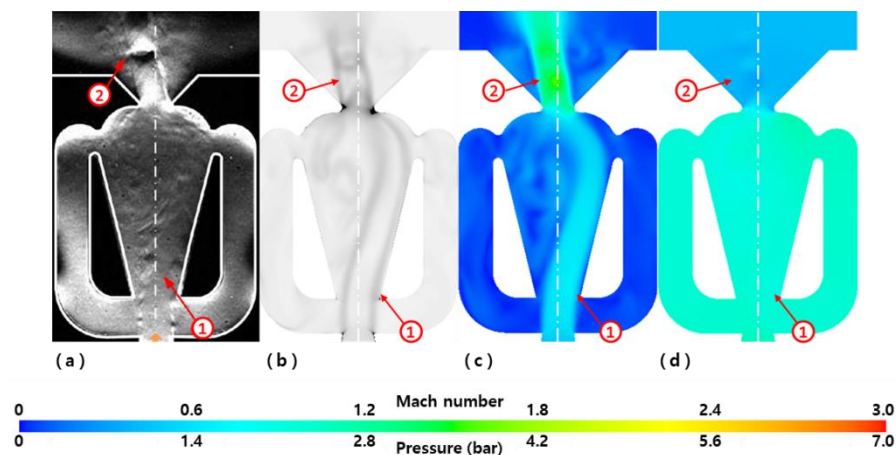 ② ② ② ②
① ① ① ①
(a) (b) (c) (d)
Mach number
0 0.6 1.2 1.8 2.4 3.0
0 1.4 2.8 4.2 5.6 7.0
Pressure (bar)